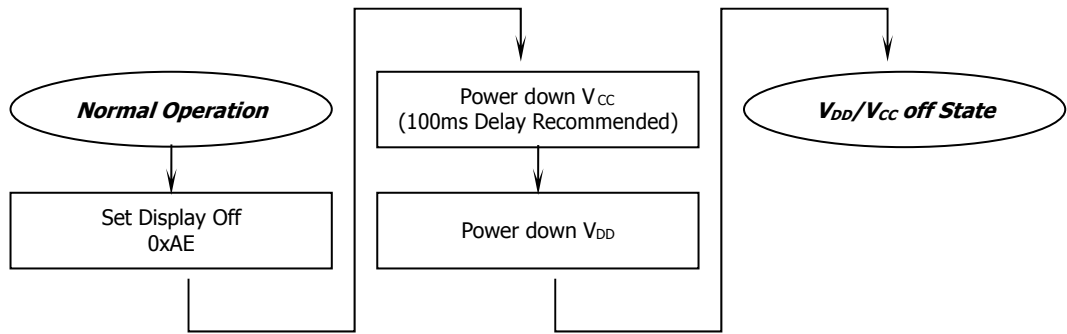 Normal Operation
Set Display Off
0xAE
Power down VCC
(100ms Delay Recommended)
Power down VDD
VDD/VCC off State